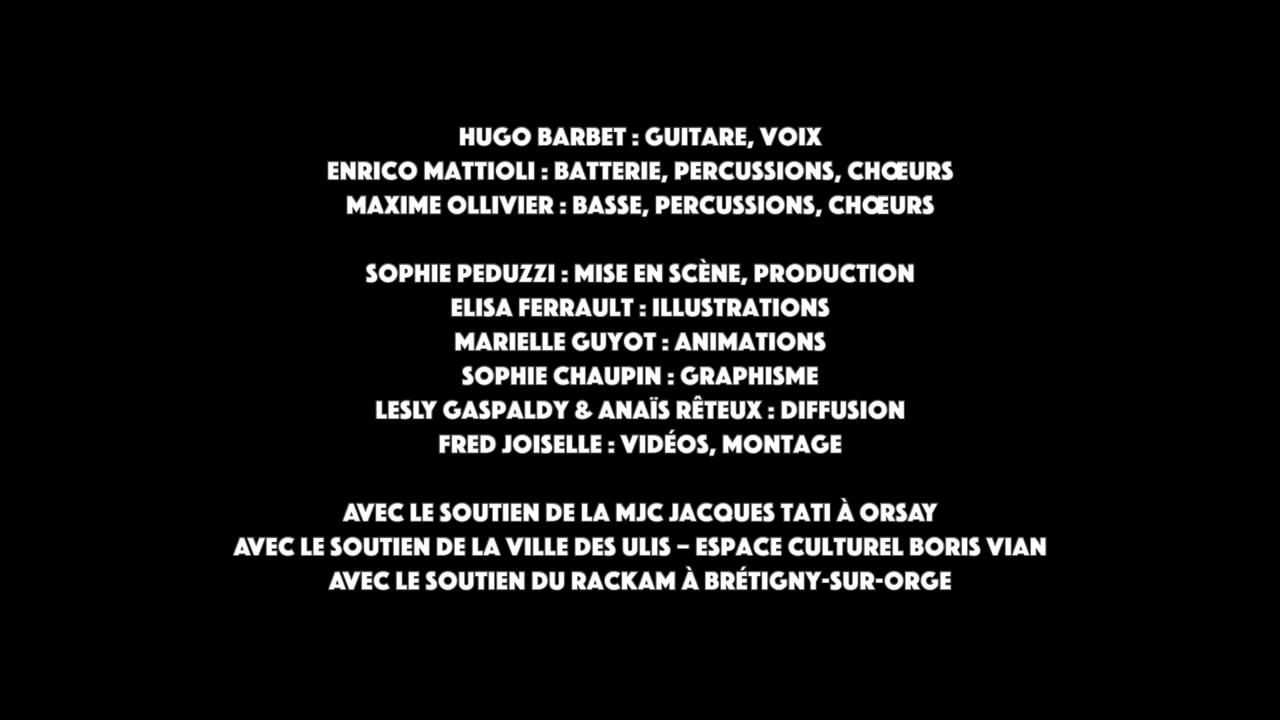 HUGO BARBET : GUITARE, VOIX
ENRICO MATTIOLI : BATTERIE, PERCUSSIONS, CHŒURS
MAXIME OLLIVIER : BASSE, PERCUSSIONS, CHŒURS
SOPHIE PEDUZZI : MISE EN SCÈNE, PRODUCTION
ELISA FERRAULT : ILLUSTRATIONS
MARIELLE GUYOT : ANIMATIONS
SOPHIE CHAUPIN : GRAPHISME
LESLY GASPALDY & ANAÏS RÊTEUX : DIFFUSION
FRED JOISELLE : VIDÉOS, MONTAGE
AVEC LE SOUTIEN DE LA MJC JACQUES TATI À ORSAY
AVEC LE SOUTIEN DE LA VILLE DES ULIS – ESPACE CULTUREL BORIS VIAN
AVEC LE SOUTIEN DU RACKAM À BRÉTIGNY-SUR-ORGE